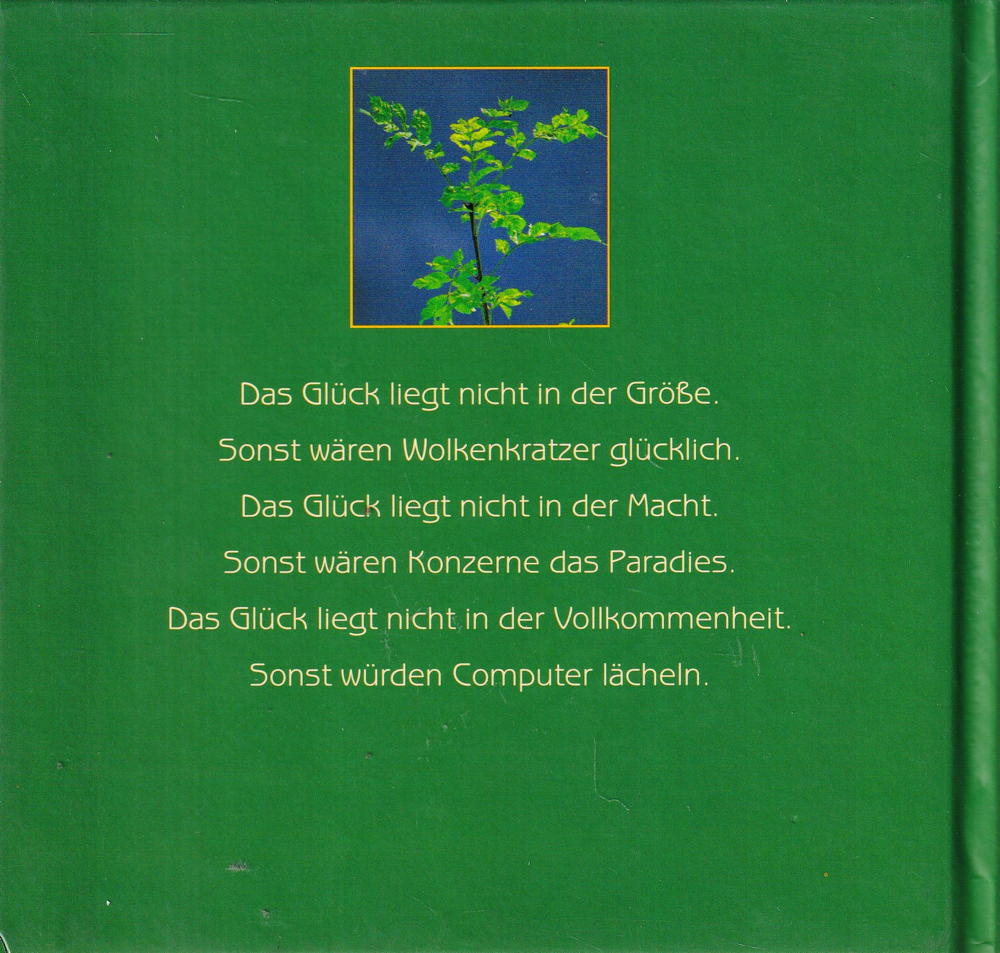 Das Glück liegt nicht in der Größe.
Sonst wären Wolkenkratzer glücklich.
Das Glück liegt nicht in der Macht.
Sonst wären Konzerne das Paradies.
Das Glück liegt nicht in der Vollkommenheit.
Sonst würden Computer lächeln.